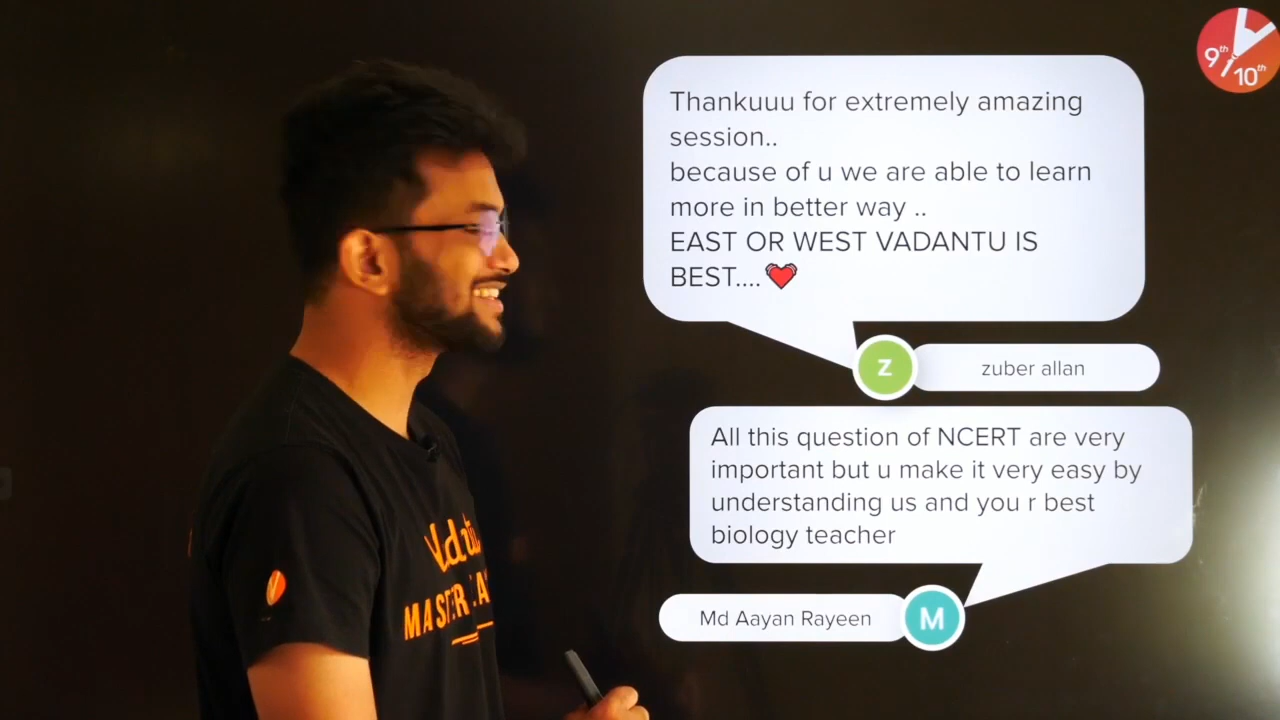 9th
10th
Thankuuu for extremely amazing
session..
because of u we are able to learn
more in better way ..
EAST OR WEST VADANTU IS
BEST....
Z
zuber allan
All this question of NCERT are very
important but u make it very easy by
understanding us and you r best
biology teacher
Md Aayan Rayeen
M